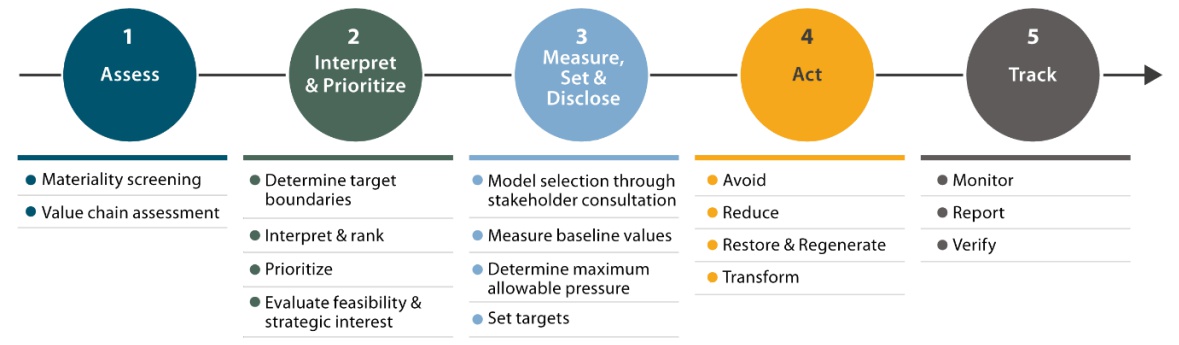 1
Assess
2
Interpret
& Prioritize
3
Measure,
Set &
Disclose
4
Act
5
Track
Materiality screening
Value chain assessment
Determine target
boundaries
Interpret & rank
Prioritize
Evaluate feasibility &
strategic interest
Model selection through
stakeholder consultation
Measure baseline values
Determine maximum
allowable pressure
Set targets
Avoid
Reduce
Restore & Regenerate
Transform
Monitor
Report
Verify